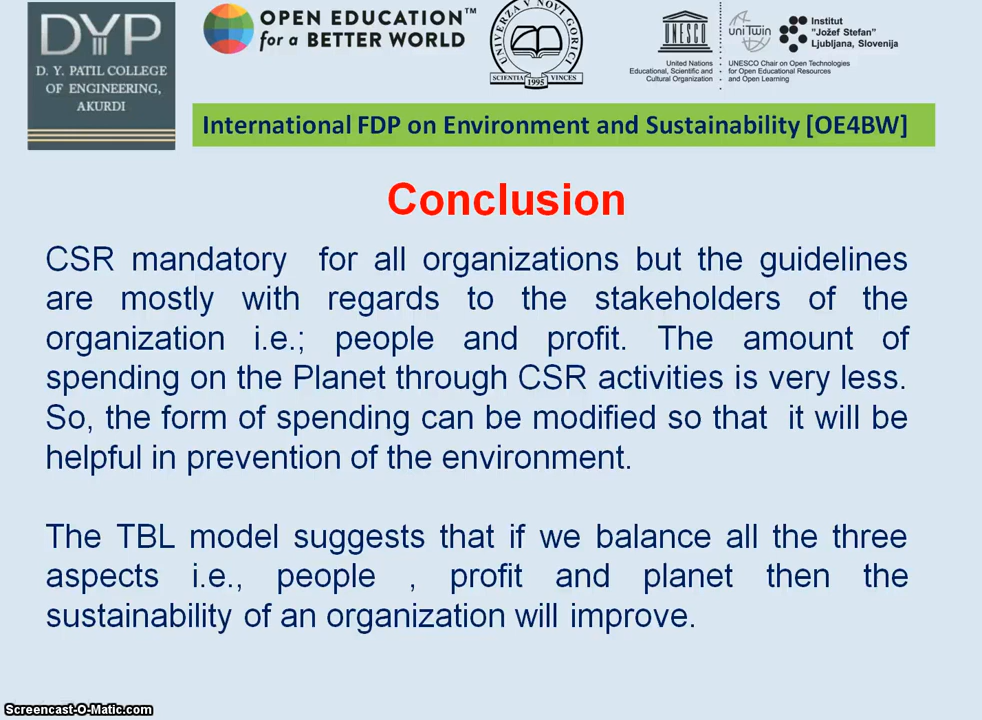 DYP
D. Y. PATIL COLLEGE
OF ENGINEERING,
AKURDI
OPEN EDUCATION™
for a BETTER WORLD
UNIVERZA V NOVI GORICI
SCIENTIA VINCES
1995
UNESCO
United Nations
Educational, Scientific and
Cultural Organization
uniTwin
Institut
"Jožef Stefan"
Ljubljana, Slovenija
UNESCO Chair on Open Technologies
for Open Educational Resources
and Open Learning
International FDP on Environment and Sustainability [OE4BW]
Conclusion
CSR mandatory for all organizations but the guidelines
are mostly with regards to the stakeholders of the
organization i.e.; people and profit. The amount of
spending on the Planet through CSR activities is very less.
So, the form of spending can be modified so that it will be
helpful in prevention of the environment.
The TBL model suggests that if we balance all the three
aspects i.e., people , profit and planet then the
sustainability of an organization will improve.
Screencast-O-Matic.com